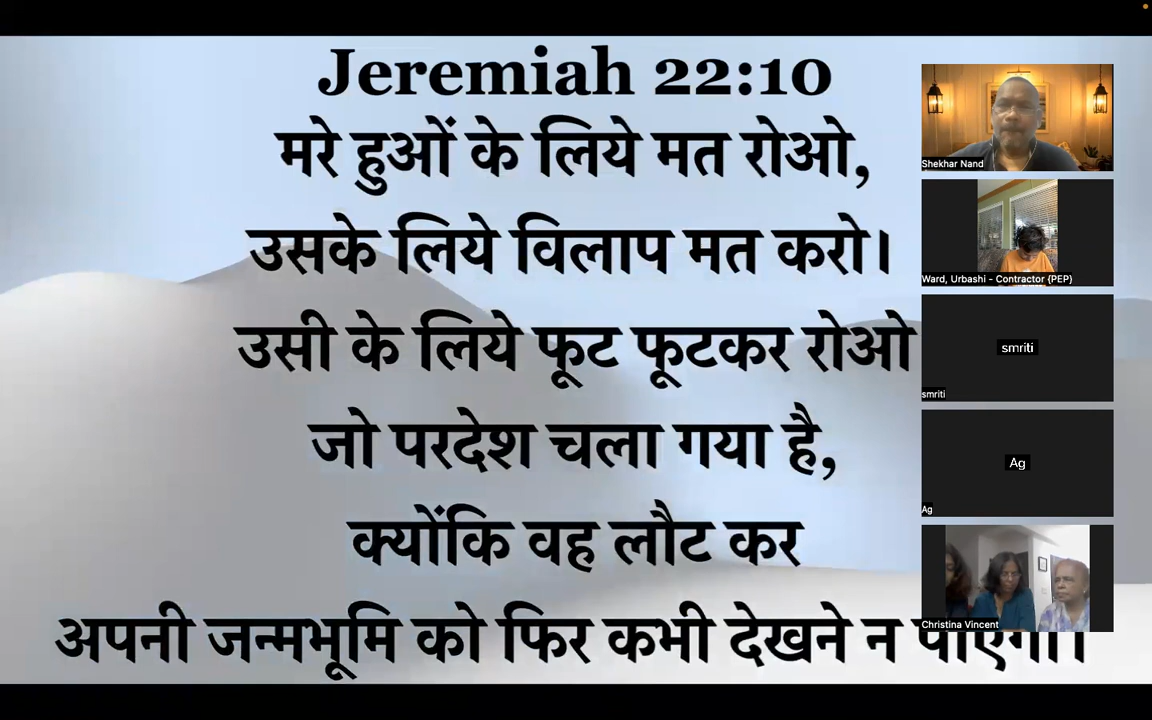 Jeremiah 22:10
मरे हुओं के लिये मत रोओ,
उसके लिये विलाप मत करो।
उसी के लिये फूट फूटकर रोओ
जो परदेश चला गया है,
क्योंकि वह लौट कर
अपनी जन्मभूमि को फिर कभी देखने न पाएगा।
Shekhar Nand
Ward, Urbashi - Contractor {PEP}
smriti
smriti
Ag
Ag
Christina Vincent